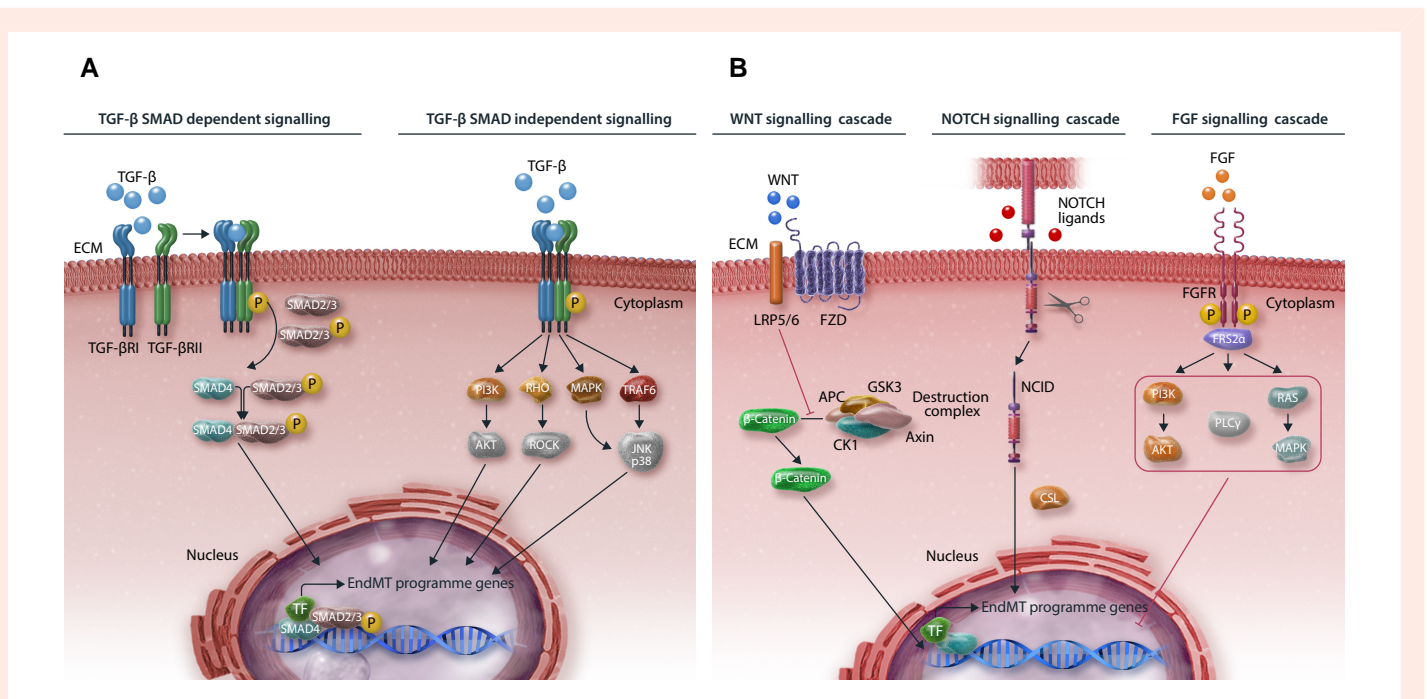 A
TGF-β SMAD dependent signalling
TGF-β SMAD independent signalling
TGF-β
ECM
TGF-βRI
TGF-βRII
P
SMAD2/3
SMAD2/3
P
SMAD4
SMAD2/3
P
SMAD4
SMAD2/3
P
TGF-β
P
Cytoplasm
PI3K
RHO
MAPK
TRAF6
AKT
ROCK
JNK
p38
Nucleus
EndMT programme genes
TF
SMAD2/3
P
SMAD4
B
WNT signalling cascade
NOTCH signalling cascade
FGF signalling cascade
WNT
ECM
LRP5/6
FZD
APC
GSK3
Destruction
complex
β-Catenin
CK1
Axin
β-Catenin
NOTCH
ligands
NCID
CSL
FGF
FGFR
Cytoplasm
P
P
FRS2α
PI3K
RAS
PLCγ
AKT
MAPK
Nucleus
EndMT programme genes
TF